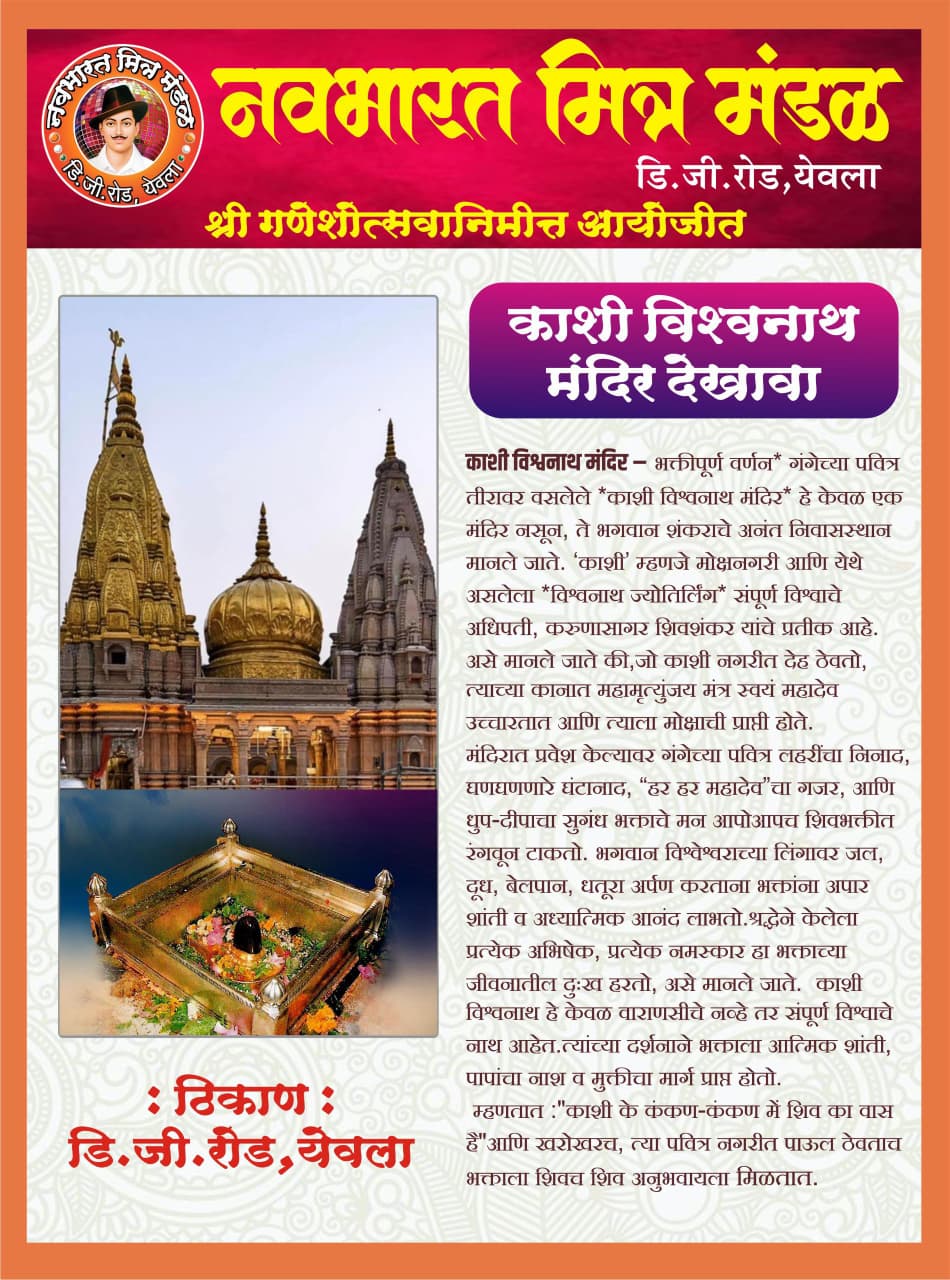 नवभारत मित्र मंडळ
डि.जी.रोड, येवला
नवभारत मित्र मंडळ
डि.जी.रोड,येवला
श्री गणेशोत्सवानिमीत्त आयोजीत
काशी विश्वनाथ
मंदिर देखावा
काशी विश्वनाथ मंदिर – भक्तीपूर्ण वर्णन* गंगेच्या पवित्र
तीरावर वसलेले *काशी विश्वनाथ मंदिर* हे केवळ एक
मंदिर नसून, ते भगवान शंकराचे अनंत निवासस्थान
मानले जाते. ‘काशी’ म्हणजे मोक्षनगरी आणि येथे
असलेला *विश्वनाथ ज्योतिर्लिंग* संपूर्ण विश्वाचे
अधिपती, करुणासागर शिवशंकर यांचे प्रतीक आहे.
असे मानले जाते की,जो काशी नगरीत देह ठेवतो,
त्याच्या कानात महामृत्युंजय मंत्र स्वयं महादेव
उच्चारतात आणि त्याला मोक्षाची प्राप्ती होते.
मंदिरात प्रवेश केल्यावर गंगेच्या पवित्र लहरींचा निनाद,
घणघणणारे घंटानाद, “हर हर महादेव”चा गजर, आणि
धुप-दीपाचा सुगंध भक्ताचे मन आपोआपच शिवभक्तीत
रंगवून टाकतो. भगवान विश्वेश्वराच्या लिंगावर जल,
दूध, बेलपान, धतूरा अर्पण करताना भक्तांना अपार
शांती व अध्यात्मिक आनंद लाभतो.श्रद्धेने केलेला
प्रत्येक अभिषेक, प्रत्येक नमस्कार हा भक्ताच्या
जीवनातील दुःख हरतो, असे मानले जाते. काशी
विश्वनाथ हे केवळ वाराणसीचे नव्हे तर संपूर्ण विश्वाचे
नाथ आहेत.त्यांच्या दर्शनाने भक्ताला आत्मिक शांती,
पापांचा नाश व मुक्तीचा मार्ग प्राप्त होतो.
म्हणतात :"काशी के कंकण-कंकण में शिव का वास
है"आणि खरोखरच, त्या पवित्र नगरीत पाऊल ठेवताच
भक्ताला शिवच शिव अनुभवायला मिळतात.
: ठिकाण :
डि.जी.रोड,येवला